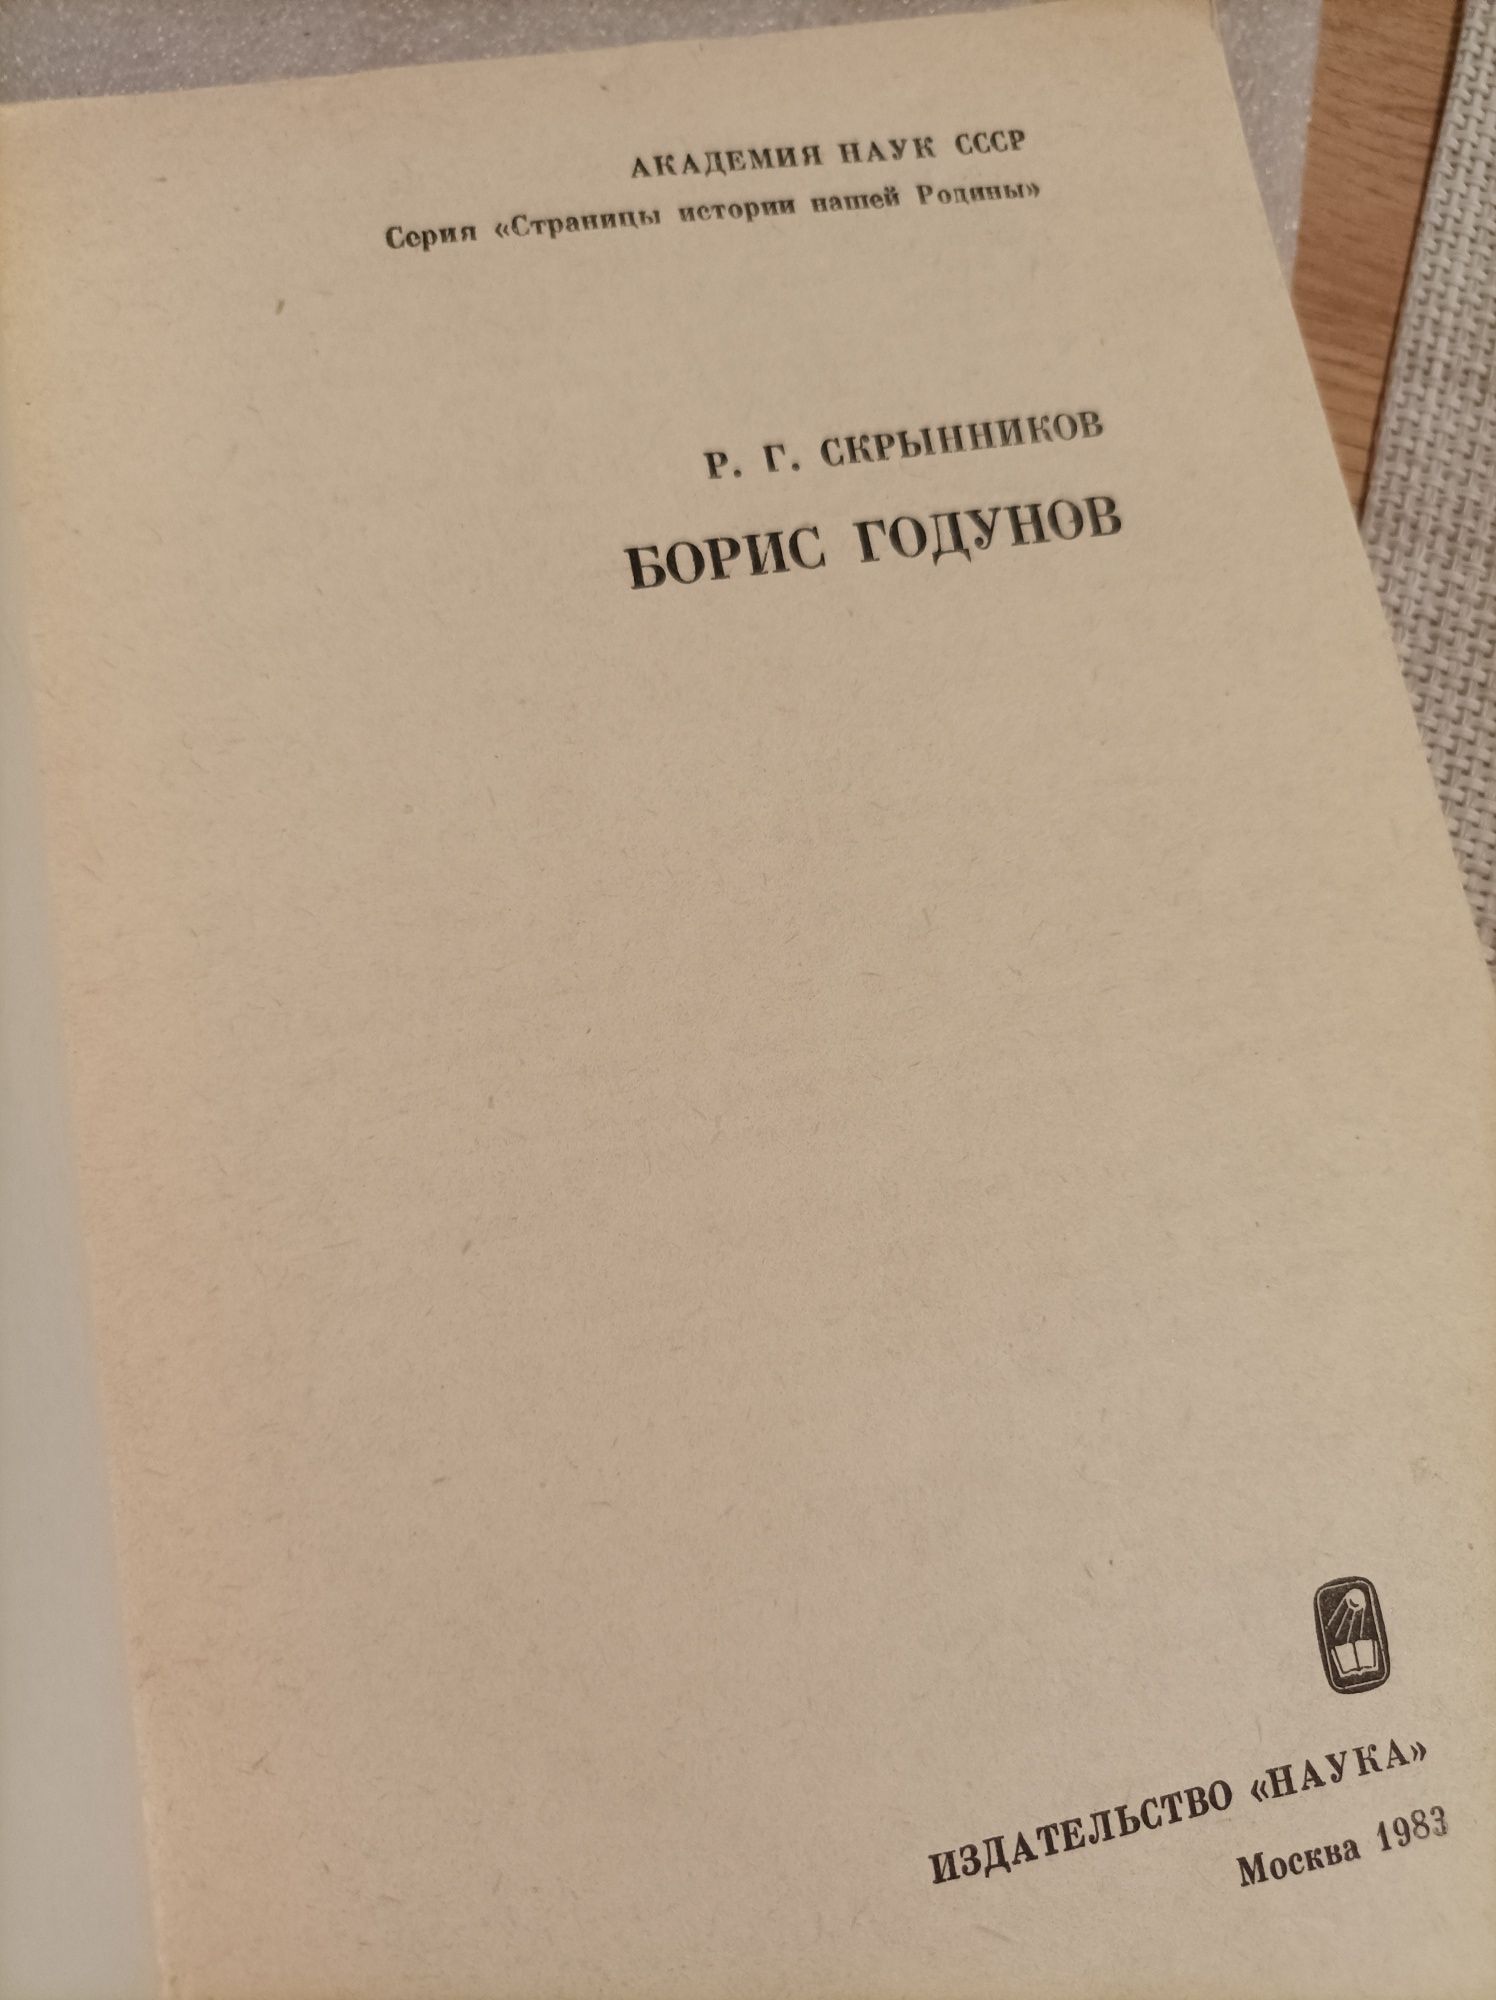 АКАДЕМИЯ НАУК СССР
Серия «Страницы истории нашей Родины»
Р. Г. СКРЫННИКОВ
БОРИС ГОДУНОВ
ИЗДАТЕЛЬСТВО «НАУКА»
Москва 1983